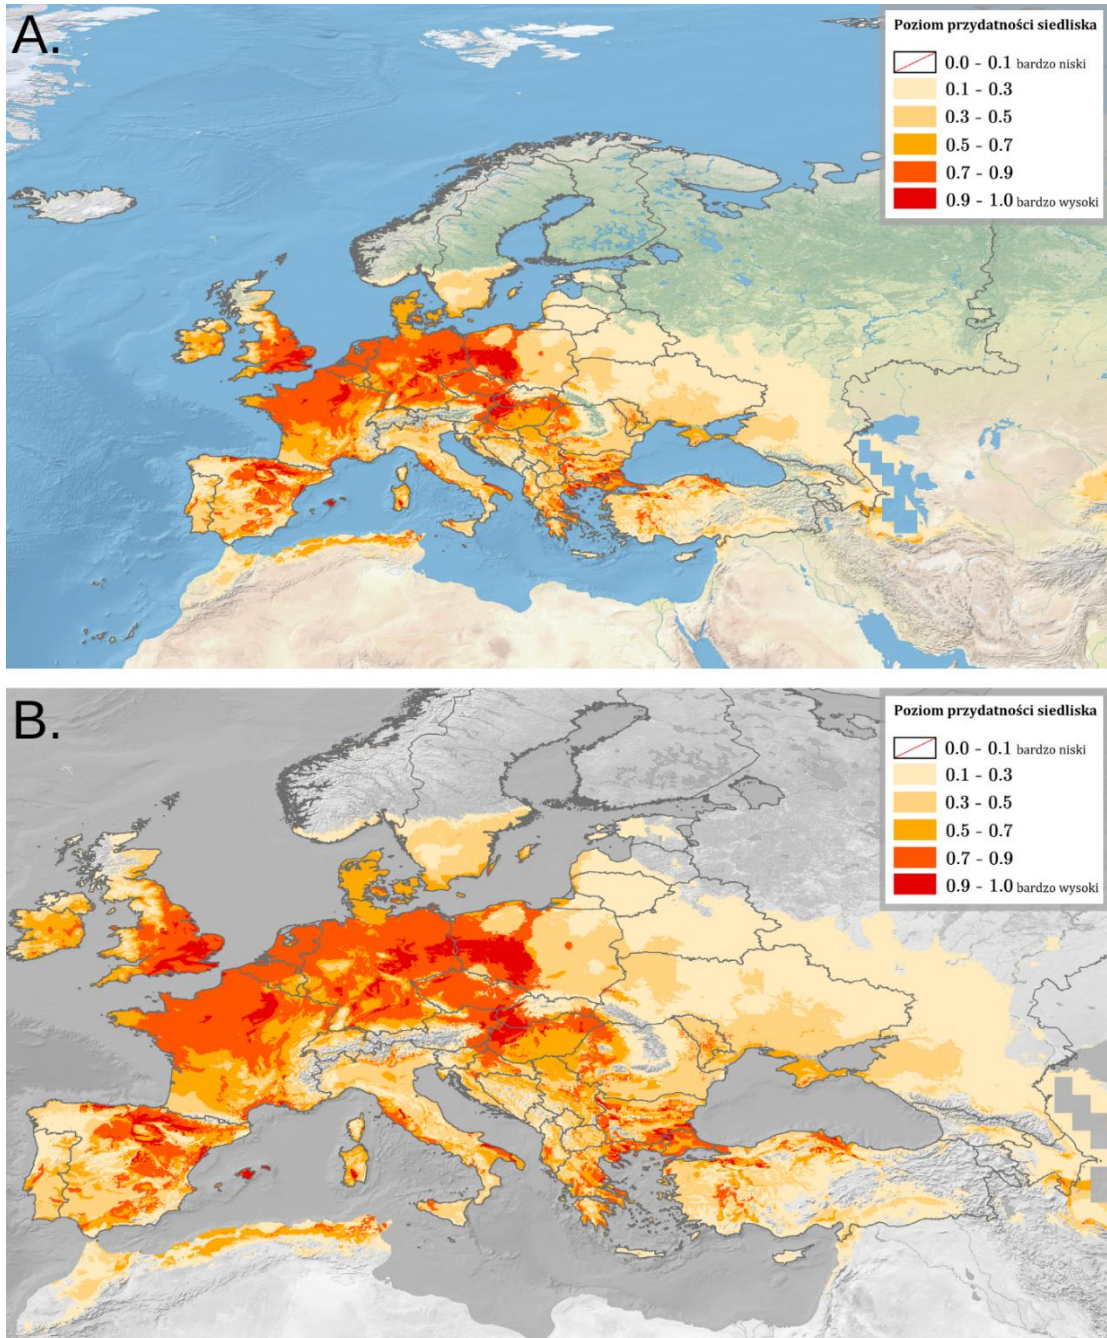 A.
Poziom przydatności siedliska
0.0 - 0.1 bardzo niski
0.1 - 0.3
0.3 - 0.5
0.5 - 0.7
0.7 - 0.9
0.9 - 1.0 bardzo wysoki
B.
Poziom przydatności siedliska
0.0 - 0.1 bardzo niski
0.1 - 0.3
0.3 - 0.5
0.5 - 0.7
0.7 - 0.9
0.9 - 1.0 bardzo wysoki